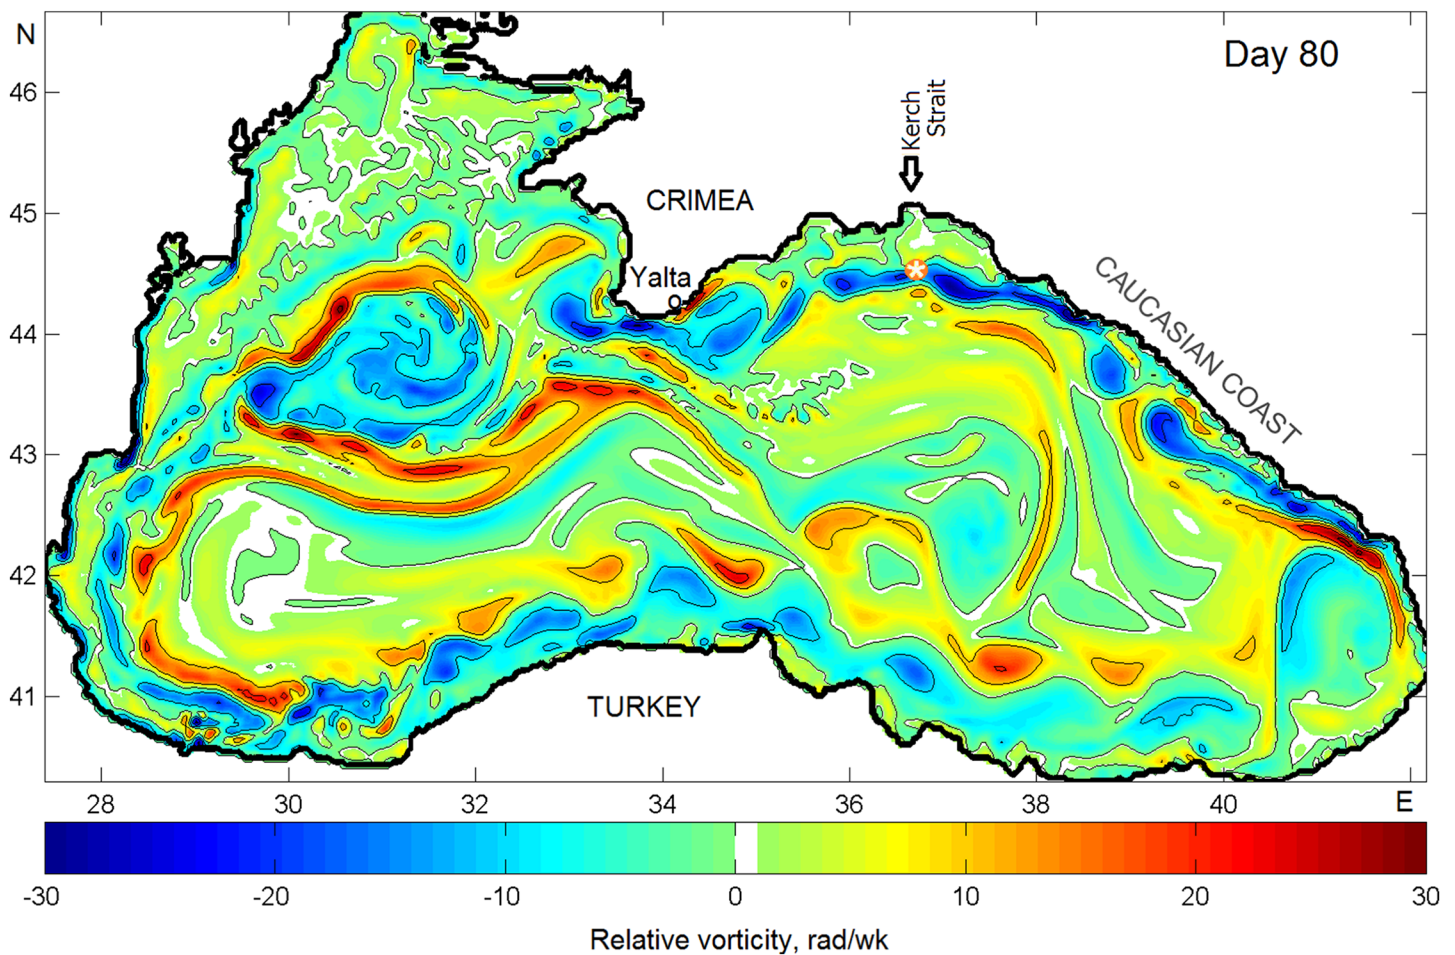 N
Day 80
46
Kerch
Strait
45
CRIMEA
CAUCASIAN COAST
Yalta
44
43
42
41
TURKEY
28 30 32 34 36 38 40 E
-30 -20 -10 0 10 20 30
Relative vorticity, rad/wk